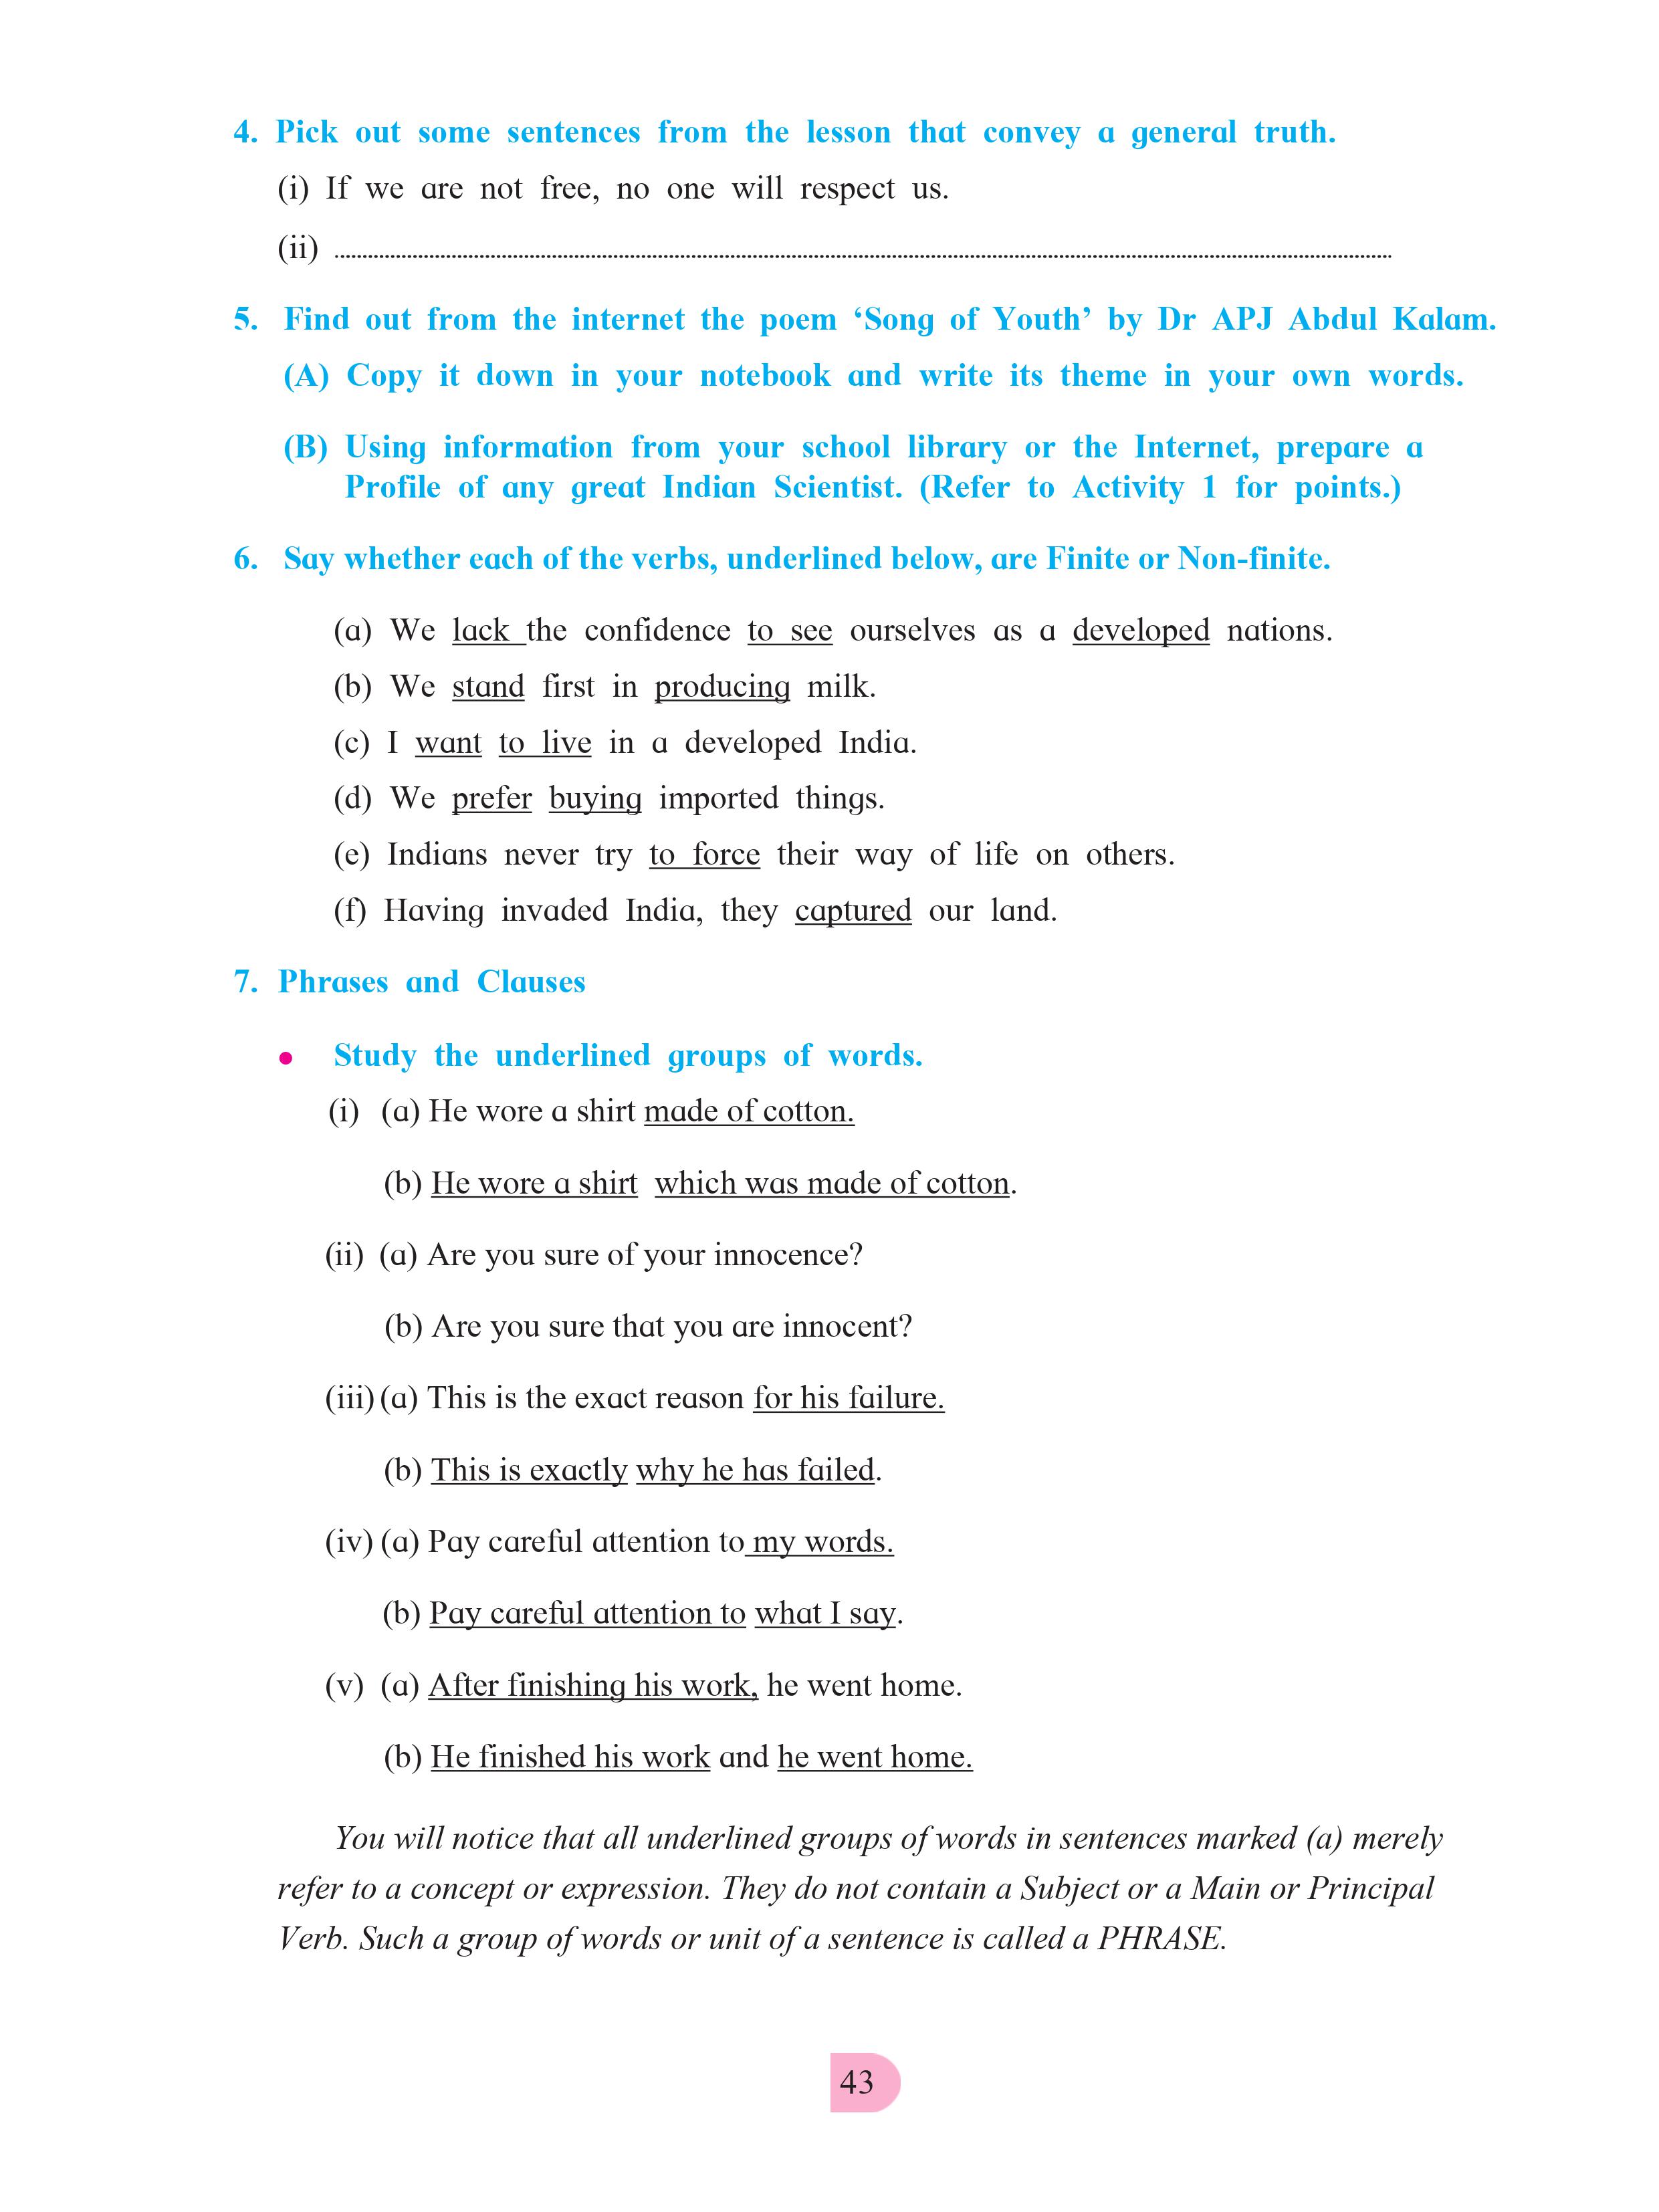 4. Pick out some sentences from the lesson that convey a general truth.
(i) If we are not free, no one will respect us.
(ii) ........................................................................
5. Find out from the internet the poem ‘Song of Youth’ by Dr APJ Abdul Kalam.
(A) Copy it down in your notebook and write its theme in your own words.
(B) Using information from your school library or the Internet, prepare a
Profile of any great Indian Scientist. (Refer to Activity 1 for points.)
6. Say whether each of the verbs, underlined below, are Finite or Non-finite.
(a) We lack the confidence to see ourselves as a developed nations.
(b) We stand first in producing milk.
(c) I want to live in a developed India.
(d) We prefer buying imported things.
(e) Indians never try to force their way of life on others.
(f) Having invaded India, they captured our land.
7. Phrases and Clauses
• Study the underlined groups of words.
(i) (a) He wore a shirt made of cotton.
(b) He wore a shirt which was made of cotton.
(ii) (a) Are you sure of your innocence?
(b) Are you sure that you are innocent?
(iii) (a) This is the exact reason for his failure.
(b) This is exactly why he has failed.
(iv) (a) Pay careful attention to my words.
(b) Pay careful attention to what I say.
(v) (a) After finishing his work, he went home.
(b) He finished his work and he went home.
You will notice that all underlined groups of words in sentences marked (a) merely
refer to a concept or expression. They do not contain a Subject or a Main or Principal
Verb. Such a group of words or unit of a sentence is called a PHRASE.
43